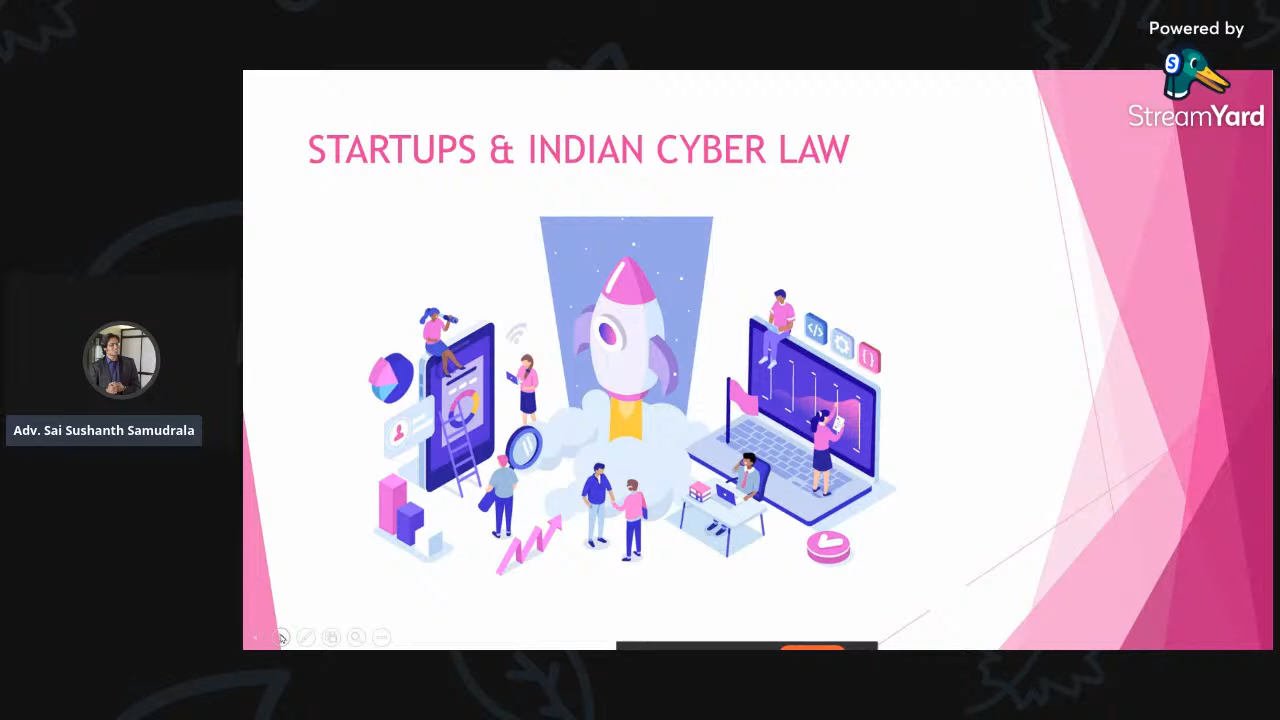 Powered by
StreamYard
STARTUPS & INDIAN CYBER LAW
Adv. Sai Sushanth Samudrala